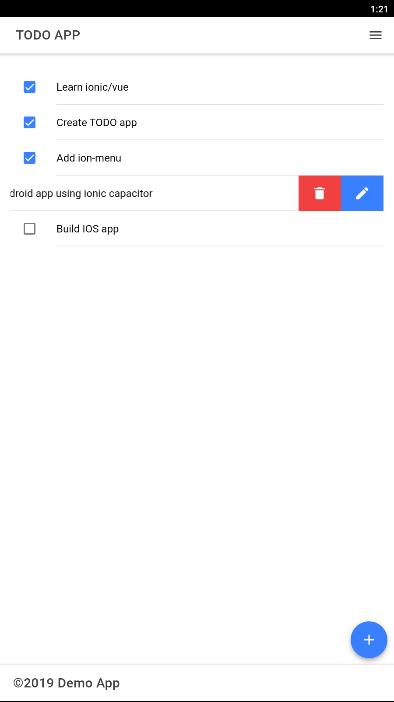 1:21
TODO APP
Learn ionic/vue
Create TODO app
Add ion-menu
droid app using ionic capacitor
Build IOS app
©2019 Demo App